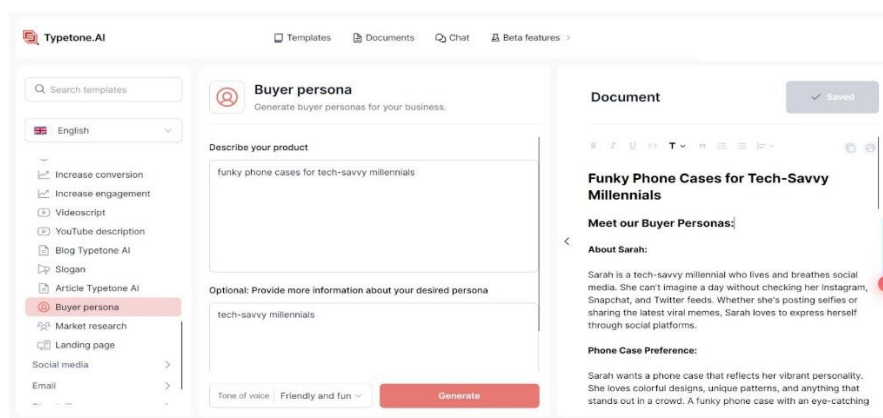 Typetone.AI
Templates
Documents
Chat
Beta features
Search templates
English
Increase conversion
Increase engagement
Videoscript
YouTube description
Blog Typetone AI
Slogan
Article Typetone AI
Buyer persona
Market research
Landing page
Social media
Email
Buyer persona
Generate buyer personas for your business.
Describe your product
funky phone cases for tech-savvy millennials
Optional: Provide more information about your desired persona
tech-savvy millennials
Tone of voice
Friendly and fun
Generate
Document
Saved
B I U <> T
Funky Phone Cases for Tech-Savvy
Millennials
Meet our Buyer Personas:
About Sarah:
Sarah is a tech-savvy millennial who lives and breathes social
media. She can't imagine a day without checking her Instagram,
Snapchat, and Twitter feeds. Whether she's posting selfies or
sharing the latest viral memes, Sarah loves to express herself
through social platforms.
Phone Case Preference:
Sarah wants a phone case that reflects her vibrant personality.
She loves colorful designs, unique patterns, and anything that
stands out in a crowd. A funky phone case with an eye-catching